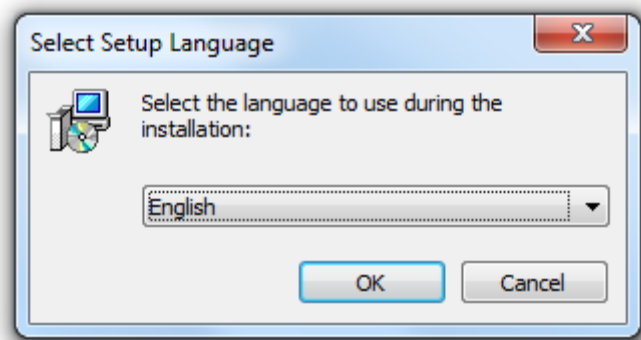 Select Setup Language
Select the language to use during the
installation:
English
OK
Cancel